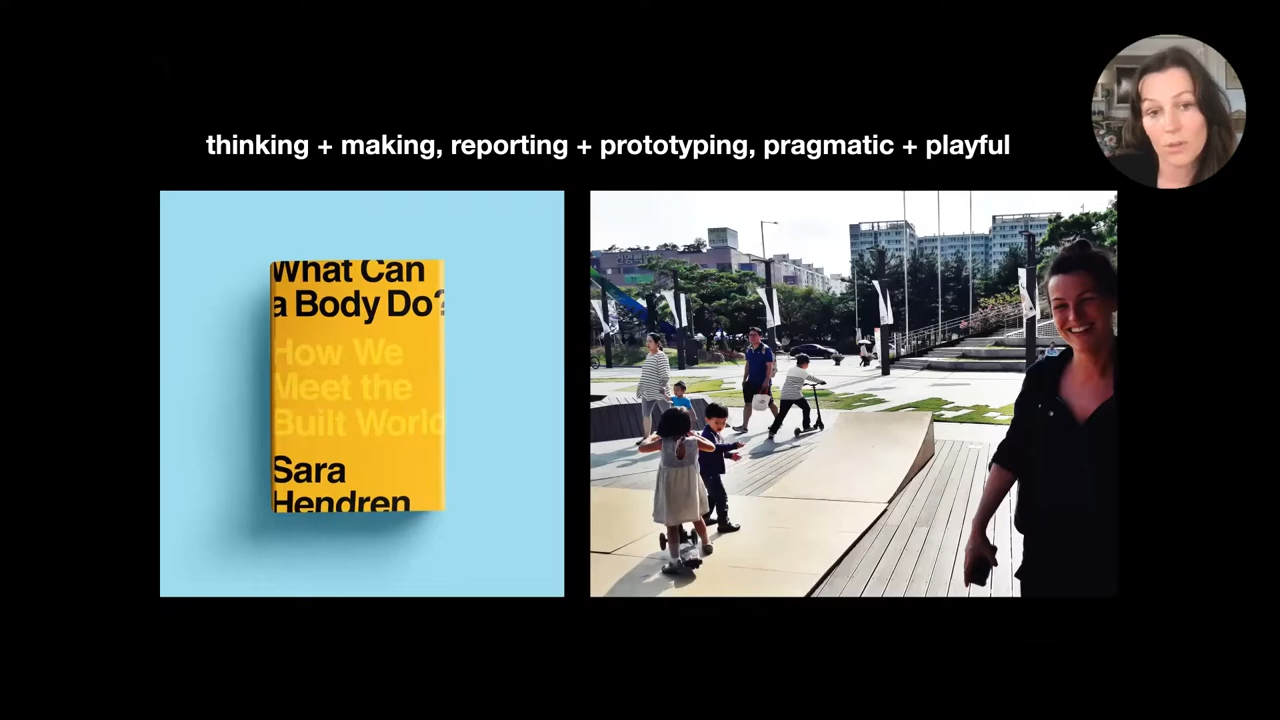 thinking + making, reporting + prototyping, pragmatic + playful
What Can
a Body Do?
How We
Meet the
Built World
Sara
Hendren